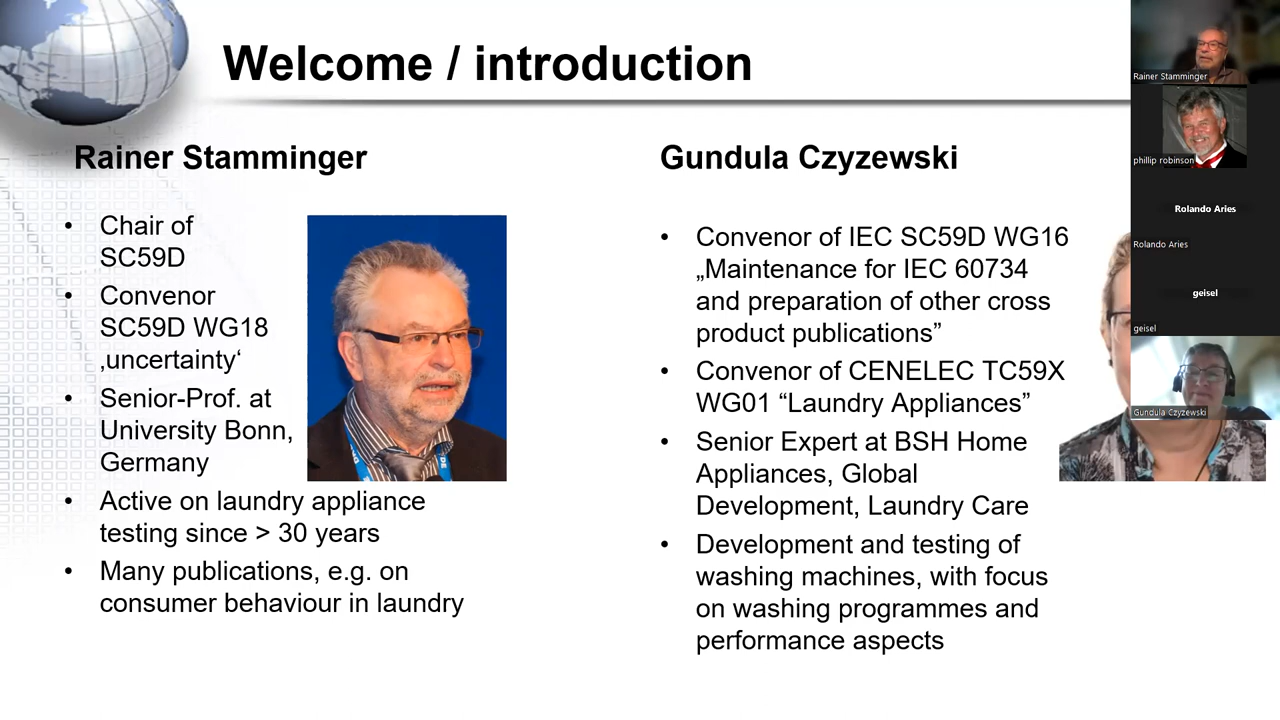 Welcome / introduction
Rainer Stamminger
• Chair of
SC59D
• Convenor
SC59D WG18
‚uncertainty‘
• Senior-Prof. at
University Bonn,
Germany
• Active on laundry appliance
testing since > 30 years
• Many publications, e.g. on
consumer behaviour in laundry
Gundula Czyzewski
• Convenor of IEC SC59D WG16
„Maintenance for IEC 60734
and preparation of other cross
product publications”
• Convenor of CENELEC TC59X
WG01 “Laundry Appliances”
• Senior Expert at BSH Home
Appliances, Global
Development, Laundry Care
• Development and testing of
washing machines, with focus
on washing programmes and
performance aspects
Rainer Stamminger
phillip robinson
Rolando Aries
Rolando Aries
geisel
geisel
Gundula Czyzewski